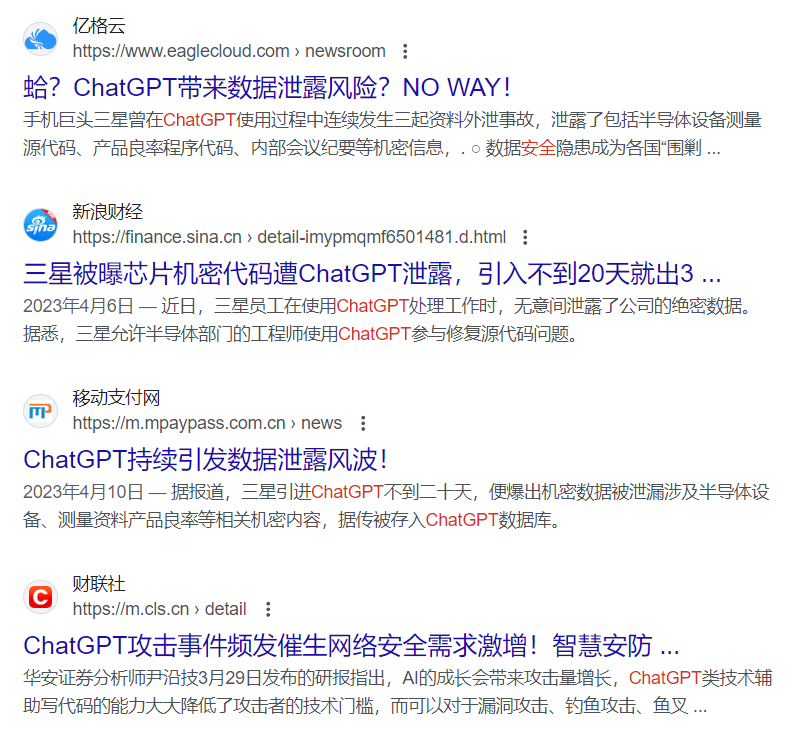 亿格云
https://www.eaglecloud.com › newsroom
蛤？ChatGPT带来数据泄露风险？NO WAY！
手机巨头三星曾在ChatGPT使用过程中连续发生三起资料外泄事故，泄露了包括半导体设备测量
源代码、产品良率程序代码、内部会议纪要等机密信息，. ○ 数据安全隐患成为各国“围剿 ...
sina
新浪财经
https://finance.sina.cn › detail-imypmqmf6501481.d.html
三星被曝芯片机密代码遭ChatGPT泄露，引入不到20天就出3 ...
2023年4月6日 — 近日，三星员工在使用ChatGPT处理工作时，无意间泄露了公司的绝密数据。
据悉，三星允许半导体部门的工程师使用ChatGPT参与修复源代码问题。
MP
移动支付网
https://m.mpaypass.com.cn › news
ChatGPT持续引发数据泄露风波！
2023年4月10日 — 据报道，三星引进ChatGPT不到二十天，便爆出机密数据被泄漏涉及半导体设
备、测量资料产品良率等相关机密内容，据传被存入ChatGPT数据库。
C
财联社
https://m.cls.cn › detail
ChatGPT攻击事件频发催生网络安全需求激增！智慧安防 ...
华安证券分析师尹沿技3月29日发布的研报指出，AI的成长会带来攻击量增长，ChatGPT类技术辅
助写代码的能力大大降低了攻击者的技术门槛，而可以对于漏洞攻击、钓鱼攻击、鱼叉 ...